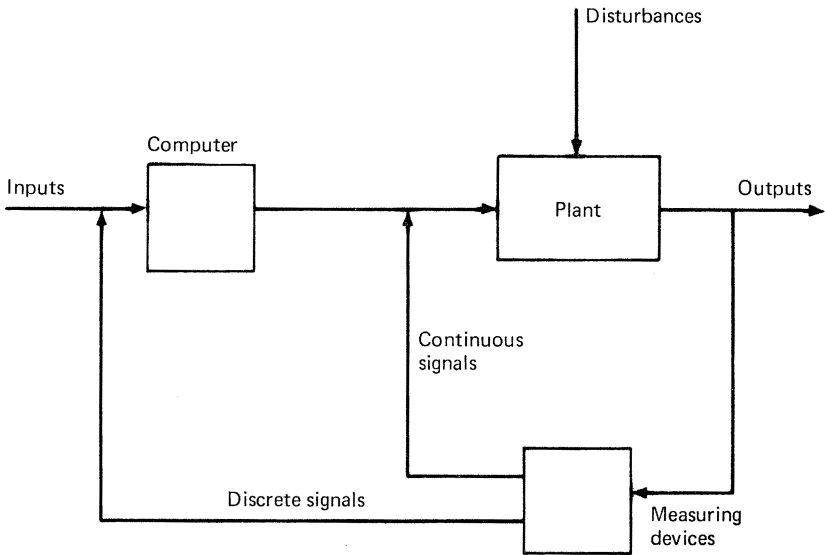 Disturbances
Computer
Inputs
Plant
Outputs
Continuous
signals
Discrete signals
Measuring
devices